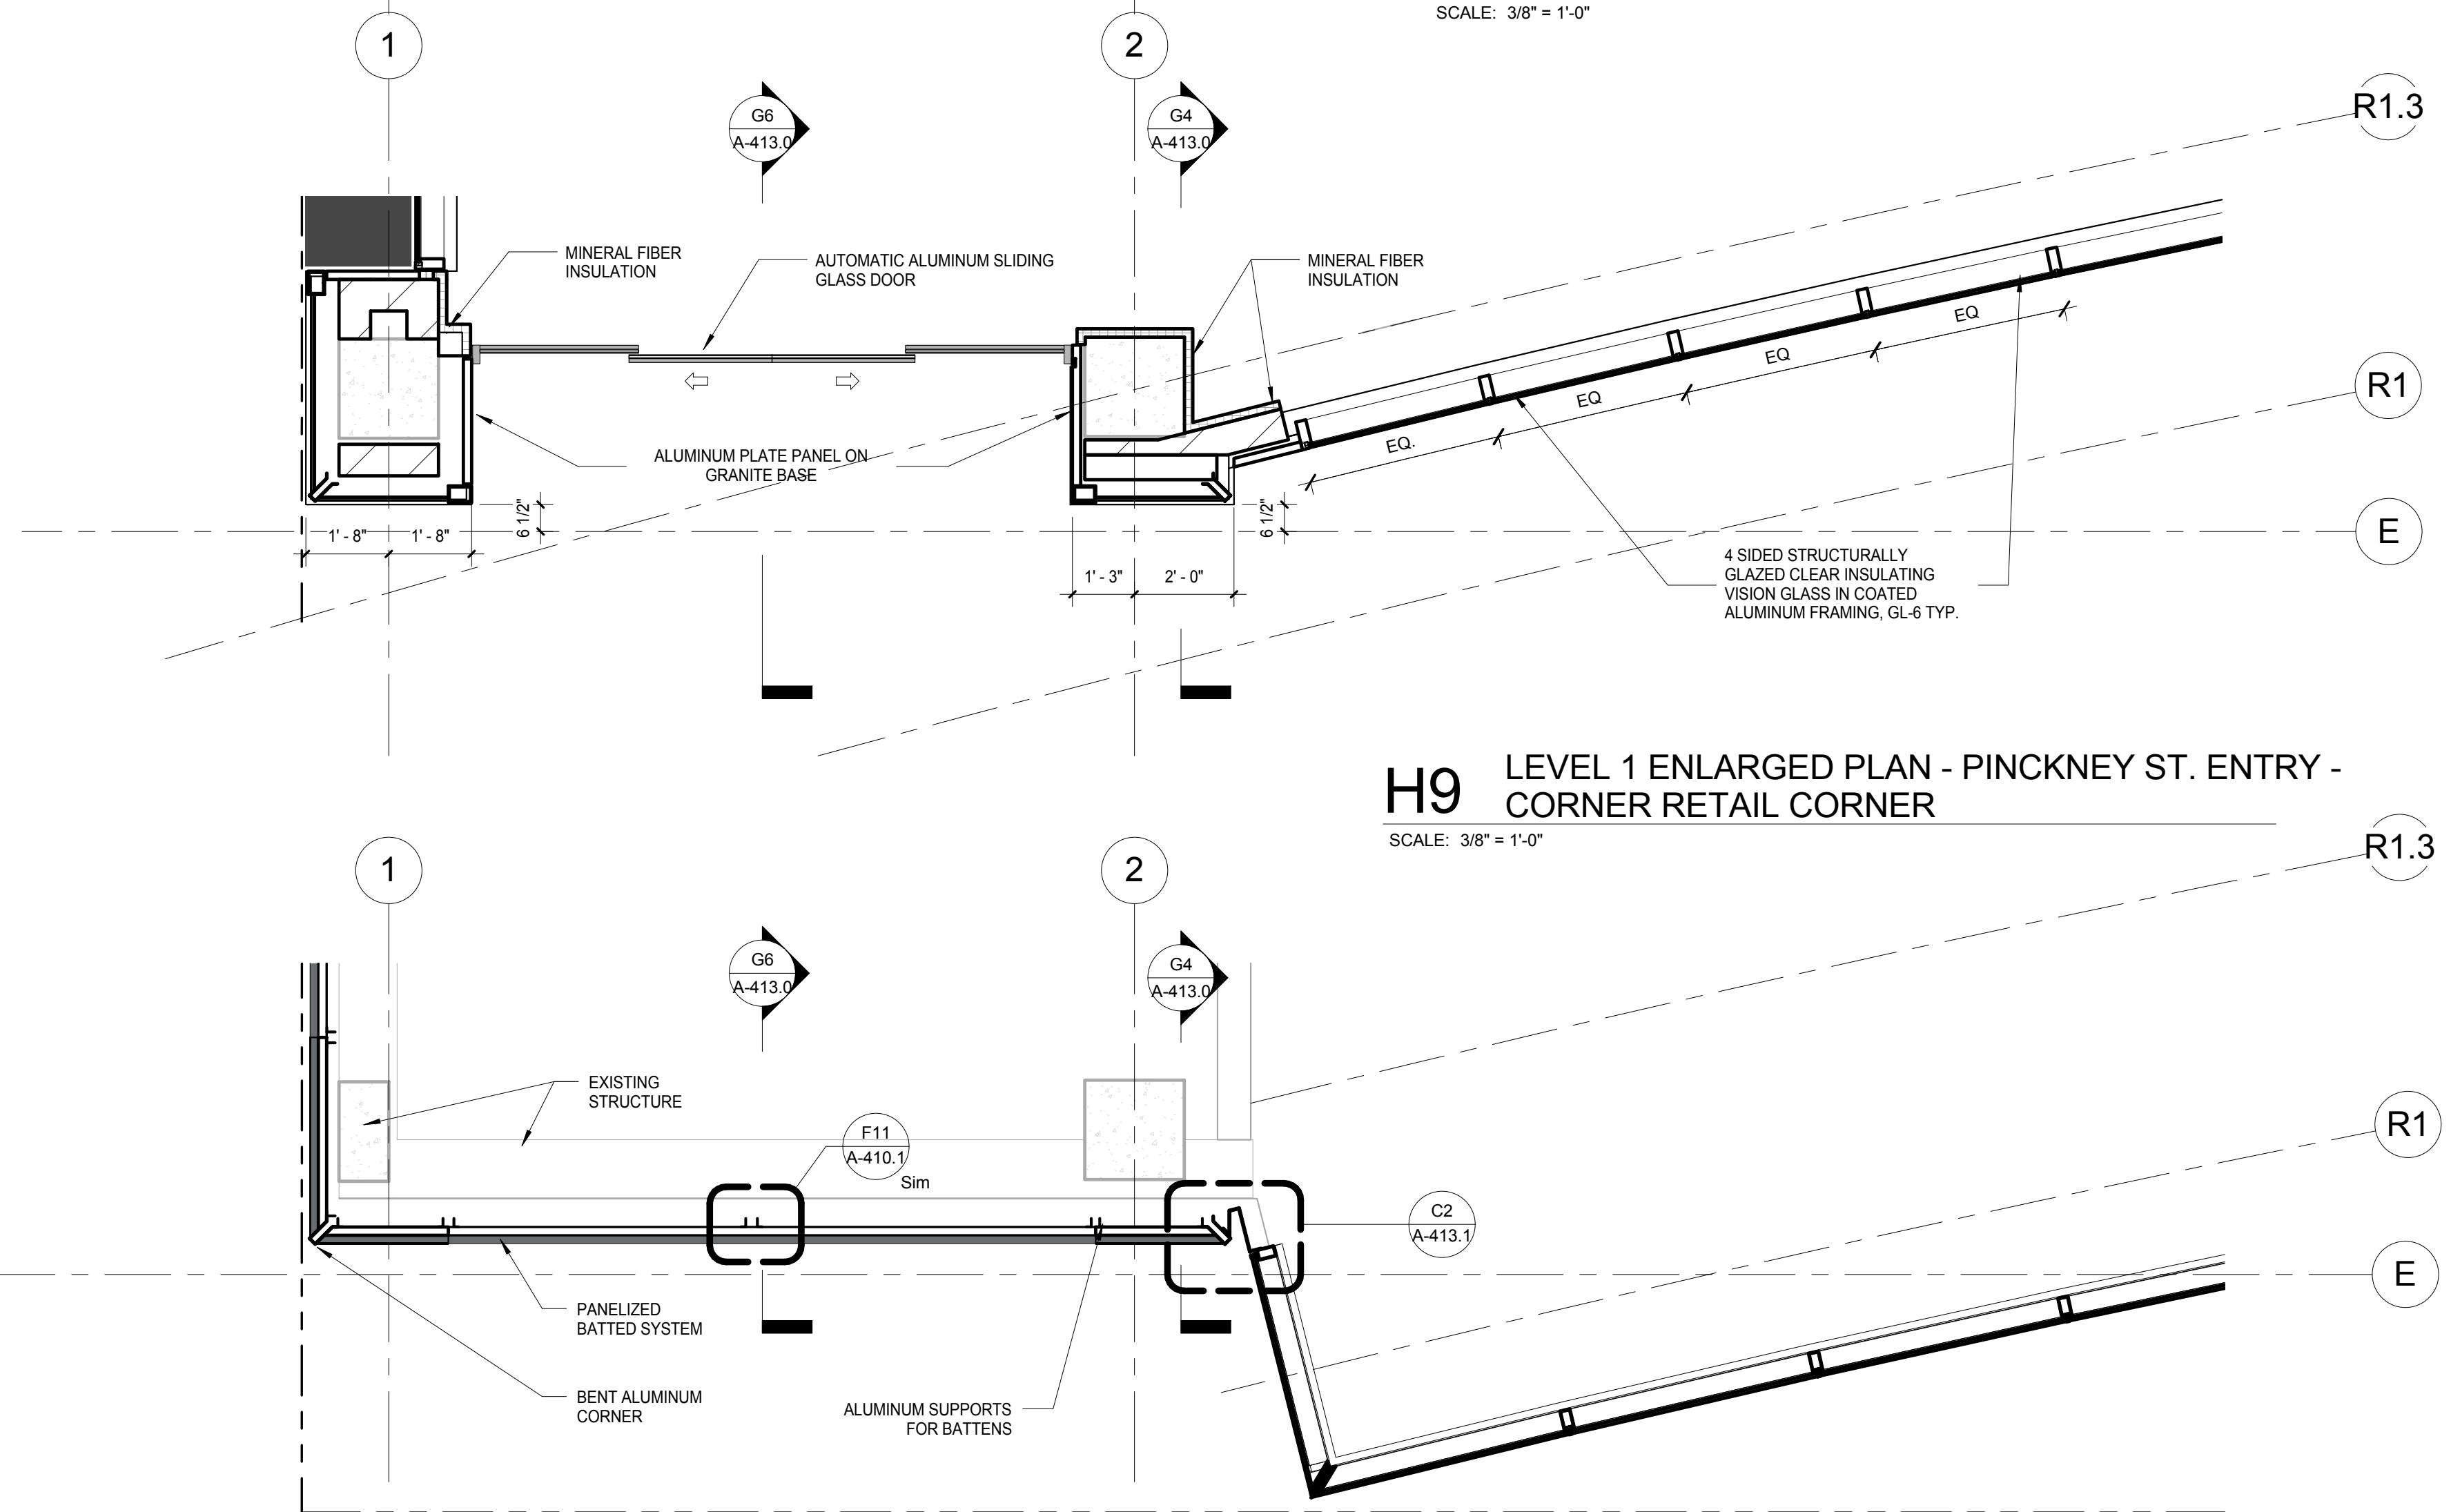 SCALE: 3/8" = 1'-0"
1
2
R1.3
G6
A-413.0
G4
A-413.0
MINERAL FIBER
INSULATION
AUTOMATIC ALUMINUM SLIDING
GLASS DOOR
MINERAL FIBER
INSULATION
EQ
EQ
EQ
EQ.
R1
ALUMINUM PLATE PANEL ON
GRANITE BASE
6 1/2"
6 1/2"
1' - 8"
1' - 8"
E
1' - 3"
2' - 0"
4 SIDED STRUCTURALLY
GLAZED CLEAR INSULATING
VISION GLASS IN COATED
ALUMINUM FRAMING, GL-6 TYP.
H9
LEVEL 1 ENLARGED PLAN - PINCKNEY ST. ENTRY -
CORNER RETAIL CORNER
SCALE: 3/8" = 1'-0"
1
2
R1.3
G6
A-413.0
G4
A-413.0
EXISTING
STRUCTURE
F11
A-410.1
Sim
R1
C2
A-413.1
E
PANELIZED
BATTED SYSTEM
BENT ALUMINUM
CORNER
ALUMINUM SUPPORTS
FOR BATTENS